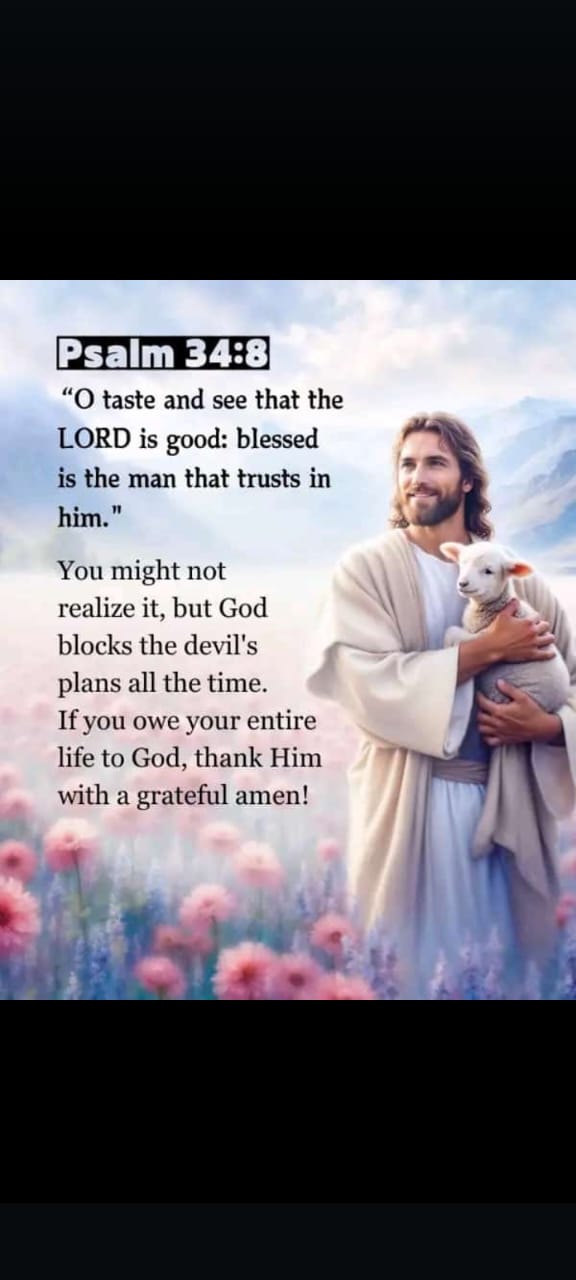 Psalm 34:8
“O taste and see that the
LORD is good: blessed
is the man that trusts in
him."
You might not
realize it, but God
blocks the devil's
plans all the time.
If you owe your entire
life to God, thank Him
with a grateful amen!